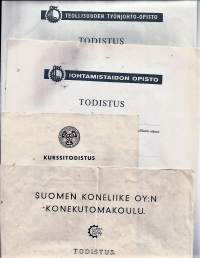 TEOLLISUUDEN TYÖNJOHTO-OPISTO
TODISTUS
JOHTAMISTAIDON OPISTO
TODISTUS
KURSSITODISTUS
SUOMEN KONELIIKE OY:N
-KONEKUTOMAKOULU.
TODISTUS.